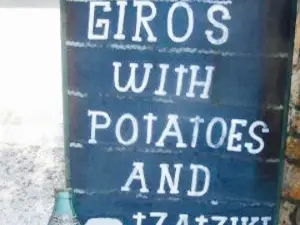 GIROS
WITH
POTATOES
AND
TZATZIKI